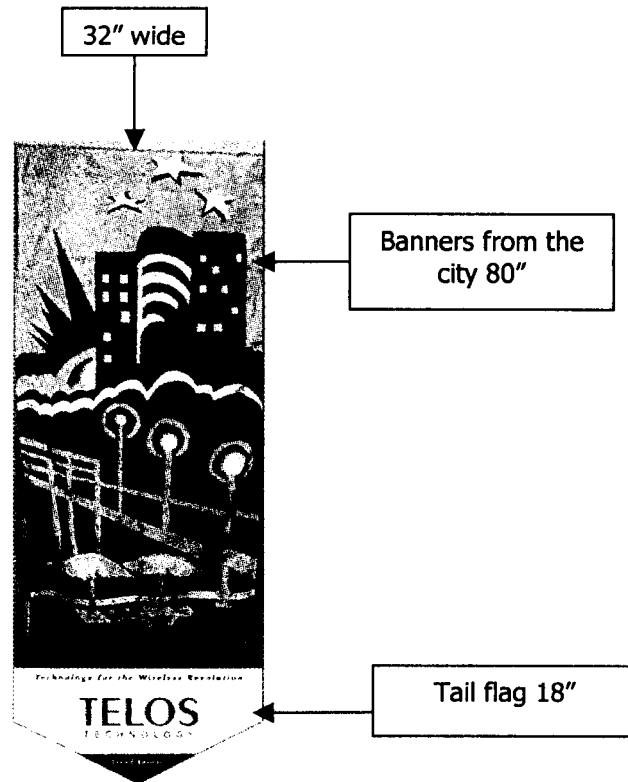 32" wide
Banners from the
city 80"
Technology for the Wireless Revolution
TELOS
TECHNOLOGY
Tail flag 18"